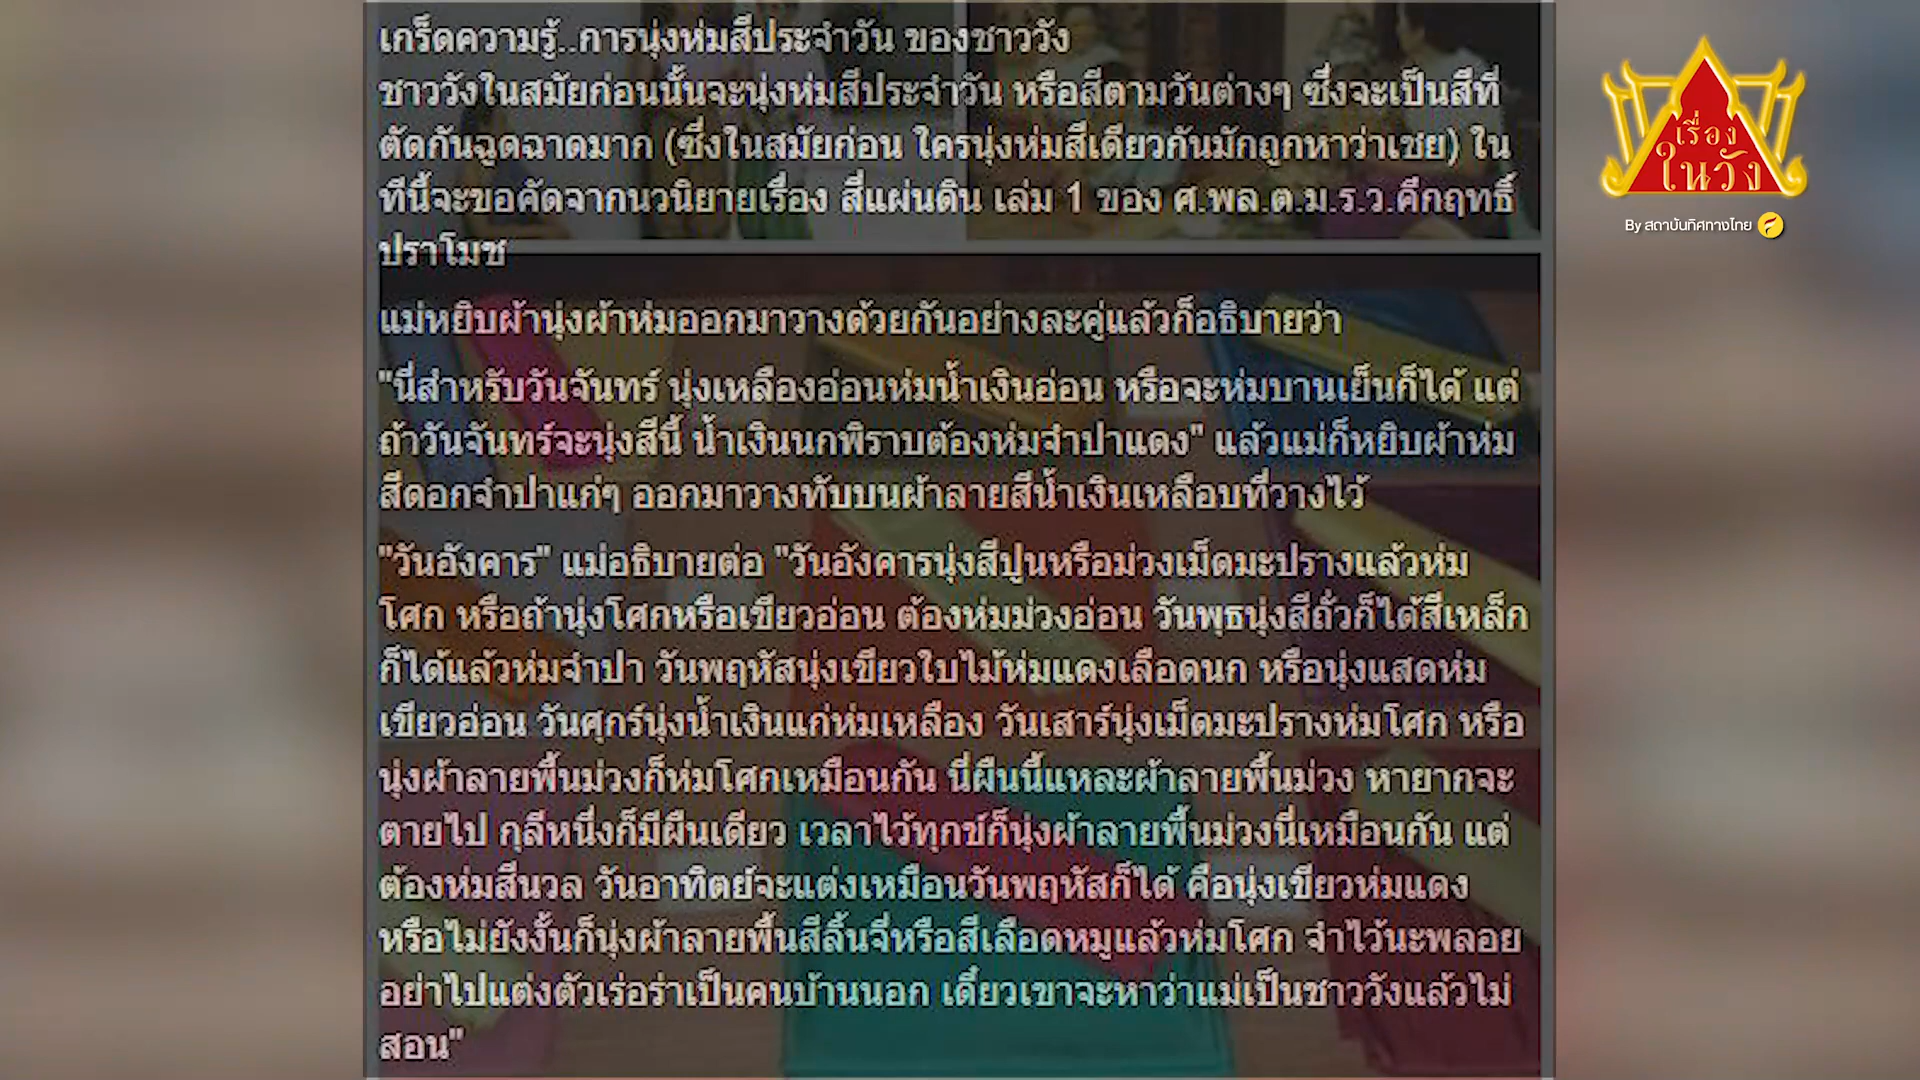 เกร็ดความรู้..การนุ่งห่มสีประจำวัน ของชาววัง
ชาววังในสมัยก่อนนั้นจะนุ่งห่มสีประจำวัน หรือสีตามวันต่างๆ ซึ่งจะเป็นสีที่
ตัดกันฉูดฉาดมาก (ซึ่งในสมัยก่อน ใครนุ่งห่มสีเดียวกันมักถูกหาว่าเชย) ใน
ทีนี้จะขอคัดจากนวนิยายเรื่อง สี่แผ่นดิน เล่ม 1 ของ ศ.พล.ต.ม.ร.ว.คึกฤทธิ์
ปราโมช
แม่หยิบผ้านุ่งผ้าห่มออกมาวางด้วยกันอย่างละคู่แล้วก็อธิบายว่า
"นี่สำหรับวันจันทร์ นุ่งเหลืองอ่อนห่มน้ำเงินอ่อน หรือจะห่มบานเย็นก็ได้ แต่
ถ้าวันจันทร์จะนุ่งสีนี้ น้ำเงินนกพิราบต้องห่มจำปาแดง" แล้วแม่ก็หยิบผ้าห่ม
สีดอกจำปาแก่ๆ ออกมาวางทับบนผ้าลายสีน้ำเงินเหลือบที่วางไว้
"วันอังคาร" แม่อธิบายต่อ "วันอังคารนุ่งสีปูนหรือม่วงเม็ดมะปรางแล้วห่ม
โศก หรือถ้านุ่งโศกหรือเขียวอ่อน ต้องห่มม่วงอ่อน วันพุธนุ่งสีถั่วก็ได้สีเหล็ก
ก็ได้แล้วห่มจำปา วันพฤหัสนุ่งเขียวใบไม้ห่มแดงเลือดนก หรือนุ่งแสดห่ม
เขียวอ่อน วันศุกร์นุ่งน้ำเงินแก่ห่มเหลือง วันเสาร์นุ่งเม็ดมะปรางห่มโศก หรือ
นุ่งผ้าลายพื้นม่วงก็ห่มโศกเหมือนกัน นี่ผืนนี้แหละผ้าลายพื้นม่วง หายากจะ
ตายไป กุลีหนึ่งก็มีผืนเดียว เวลาไว้ทุกข์ก็นุ่งผ้าลายพื้นม่วงนี่เหมือนกัน แต่
ต้องห่มสีนวล วันอาทิตย์จะแต่งเหมือนวันพฤหัสก็ได้ คือนุ่งเขียวห่มแดง
หรือไม่ยังงั้นก็นุ่งผ้าลายพื้นสีลิ้นจี่หรือสีเลือดหมูแล้วห่มโศก จำไว้นะพลอย
อย่าไปแต่งตัวเร่อร่าเป็นคนบ้านนอก เดี๋ยวเขาจะหาว่าแม่เป็นชาววังแล้วไม่
สอน"
เรื่อง
ในวัง
By สถาบันทิศทางไทย